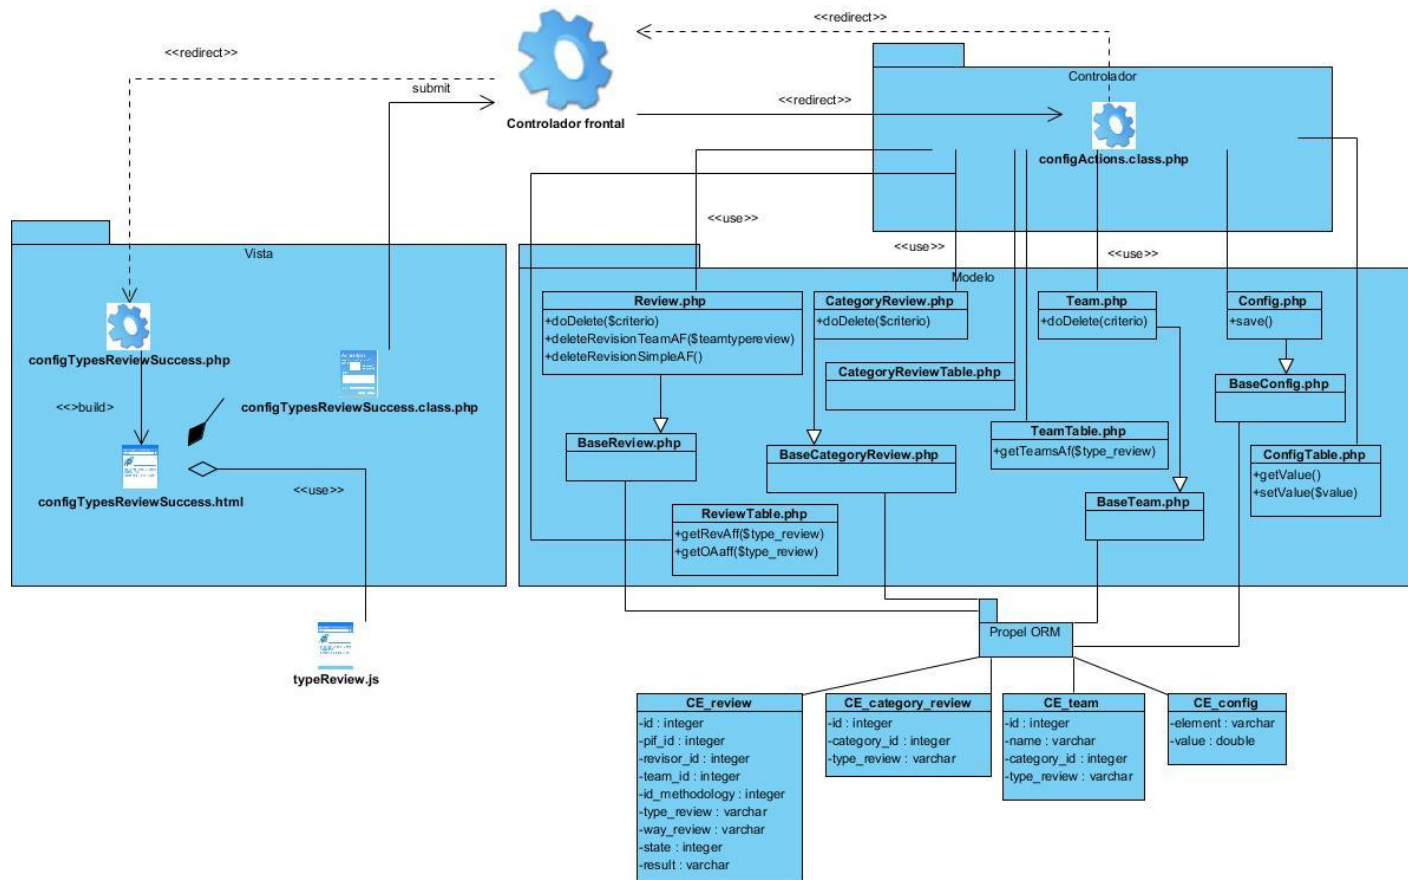 <<redirect>>
<<redirect>>
submit
<<redirect>>
Controlador frontal
Controlador
configActions.class.php
<<use>>
<<use>>
<<use>>
Vista
configTypesReviewSuccess.php
<<>build>
configTypesReviewSuccess.class.php
configTypesReviewSuccess.html
<<use>>
typeReview.js
Modelo
Review.php
+doDelete($criterio)
+deleteRevisionTeamAF($teamtypereview)
+deleteRevisionSimpleAF()
CategoryReview.php
+doDelete($criterio)
Team.php
+doDelete(criterio)
Config.php
+save()
CategoryReviewTable.php
BaseConfig.php
BaseReview.php
BaseCategoryReview.php
TeamTable.php
+getTeamsAf($type_review)
ConfigTable.php
+getValue()
+setValue($value)
ReviewTable.php
+getRevAff($type_review)
+getOAaff($type_review)
BaseTeam.php
Propel ORM
CE_review
-id : integer
-pif_id : integer
-revisor_id : integer
-team_id : integer
-id_methodology : integer
-type_review : varchar
-way_review : varchar
-state : integer
-result : varchar
CE_category_review
-id : integer
-category_id : integer
-type_review : varchar
CE_team
-id : integer
-name : varchar
-category_id : integer
-type_review : varchar
CE_config
-element : varchar
-value : double